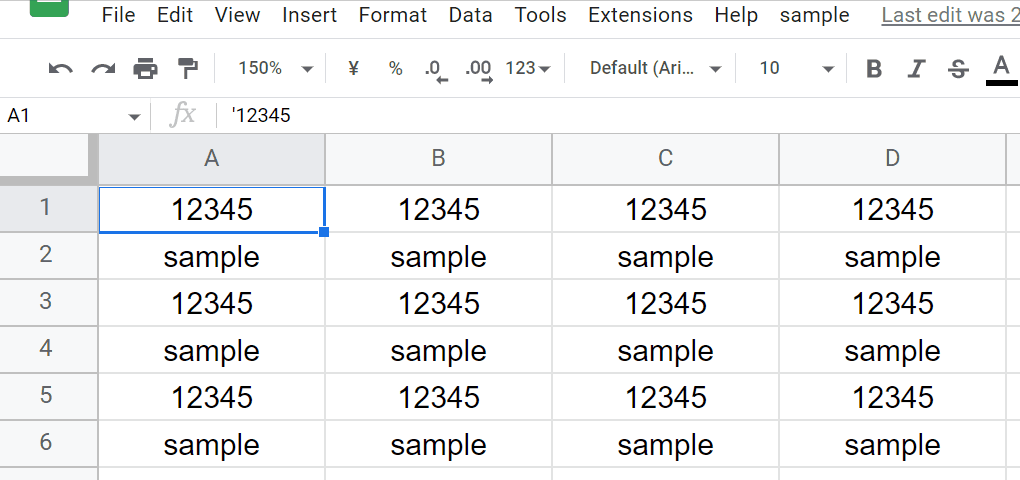 File Edit View Insert Format Data Tools Extensions Help sample Last edit was 2
150% ¥ % .0 .00 123 Default (Ari... 10 B I S A
A1 fx '12345
A B C D
1 12345 12345 12345 12345
2 sample sample sample sample
3 12345 12345 12345 12345
4 sample sample sample sample
5 12345 12345 12345 12345
6 sample sample sample sample